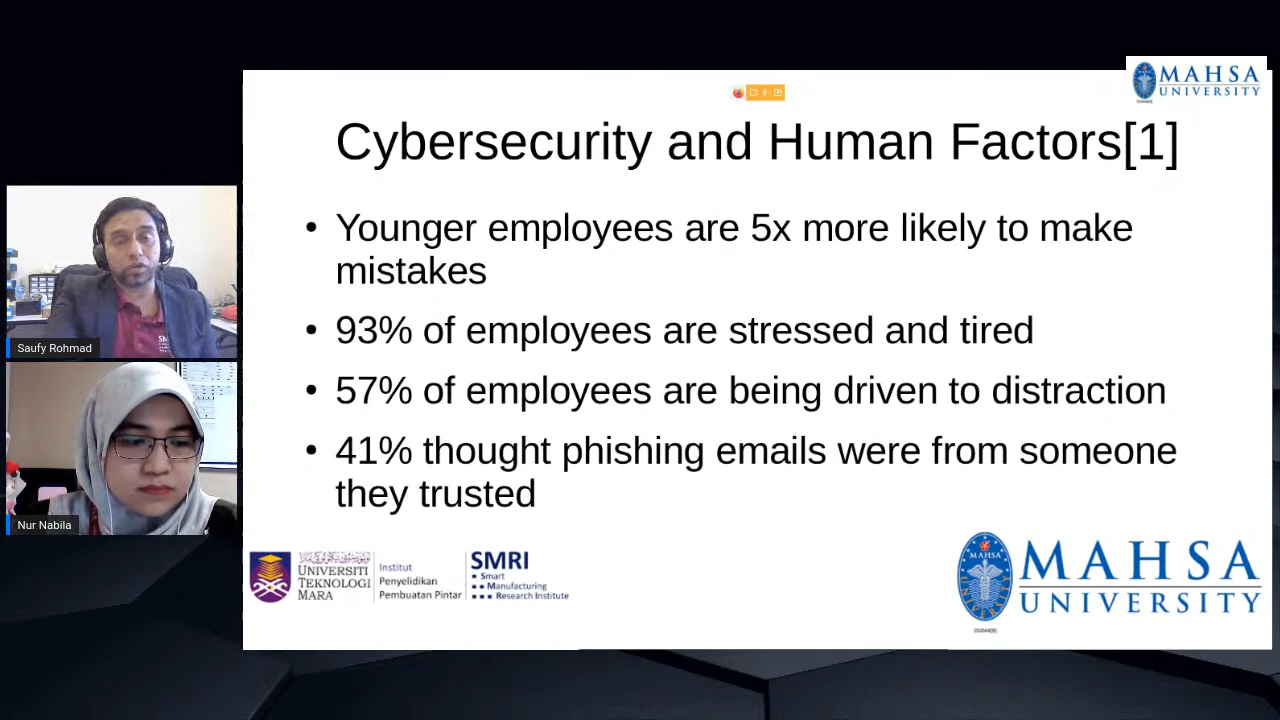 MAHSA
UNIVERSITY
Cybersecurity and Human Factors[1]
• Younger employees are 5x more likely to make
mistakes
• 93% of employees are stressed and tired
• 57% of employees are being driven to distraction
• 41% thought phishing emails were from someone
they trusted
Saufy Rohmad
Nur Nabila
UNIVERSITI
TEKNOLOGI
MARA
Institut
Penyelidikan
Pembuatan Pintar
SMRI
Smart
Manufacturing
Research Institute
MAHSA
UNIVERSITY